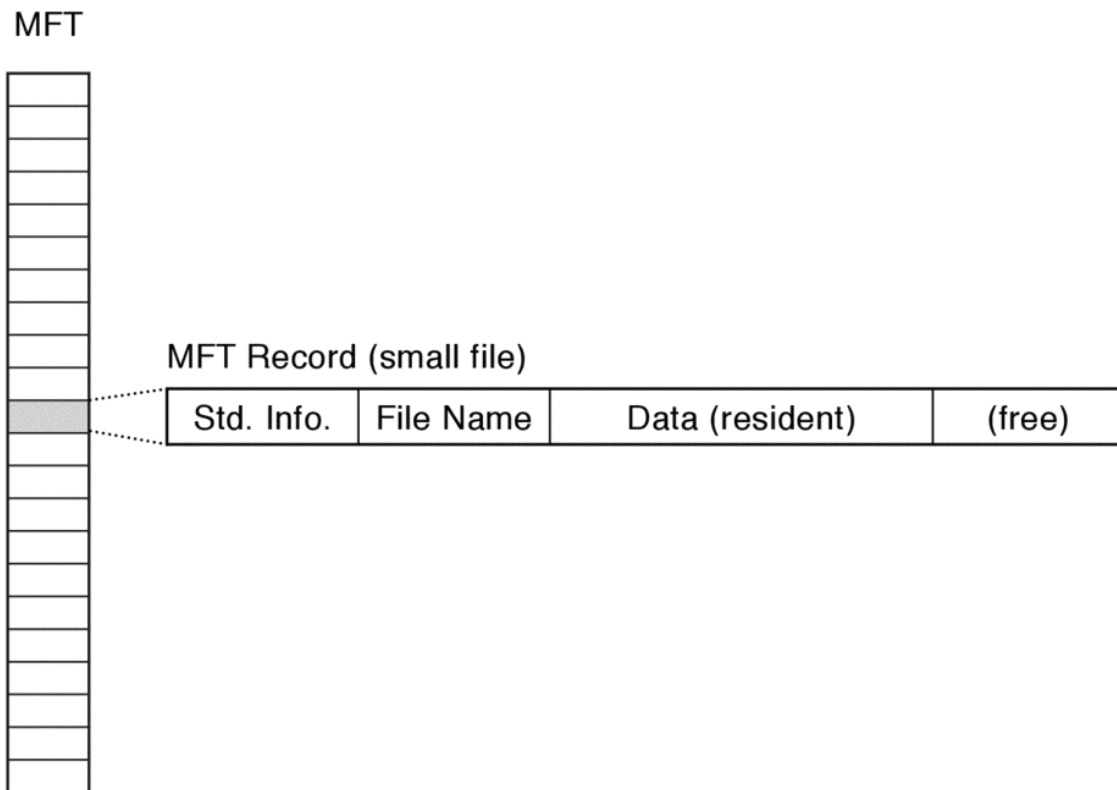 MFT
MFT Record (small file)
Std. Info. File Name Data (resident) (free)